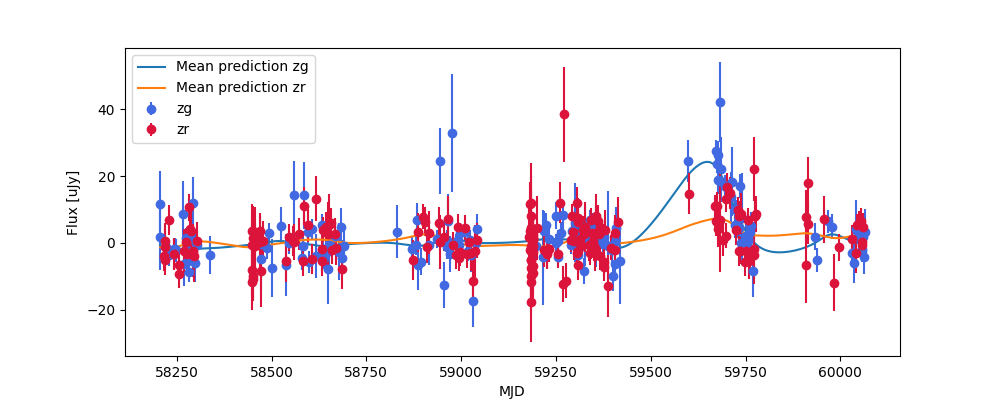 Mean prediction zg
Mean prediction zr
zg
zr
Flux [uJy]
40
20
0
−20
58250 58500 58750 59000 59250 59500 59750 60000
MJD